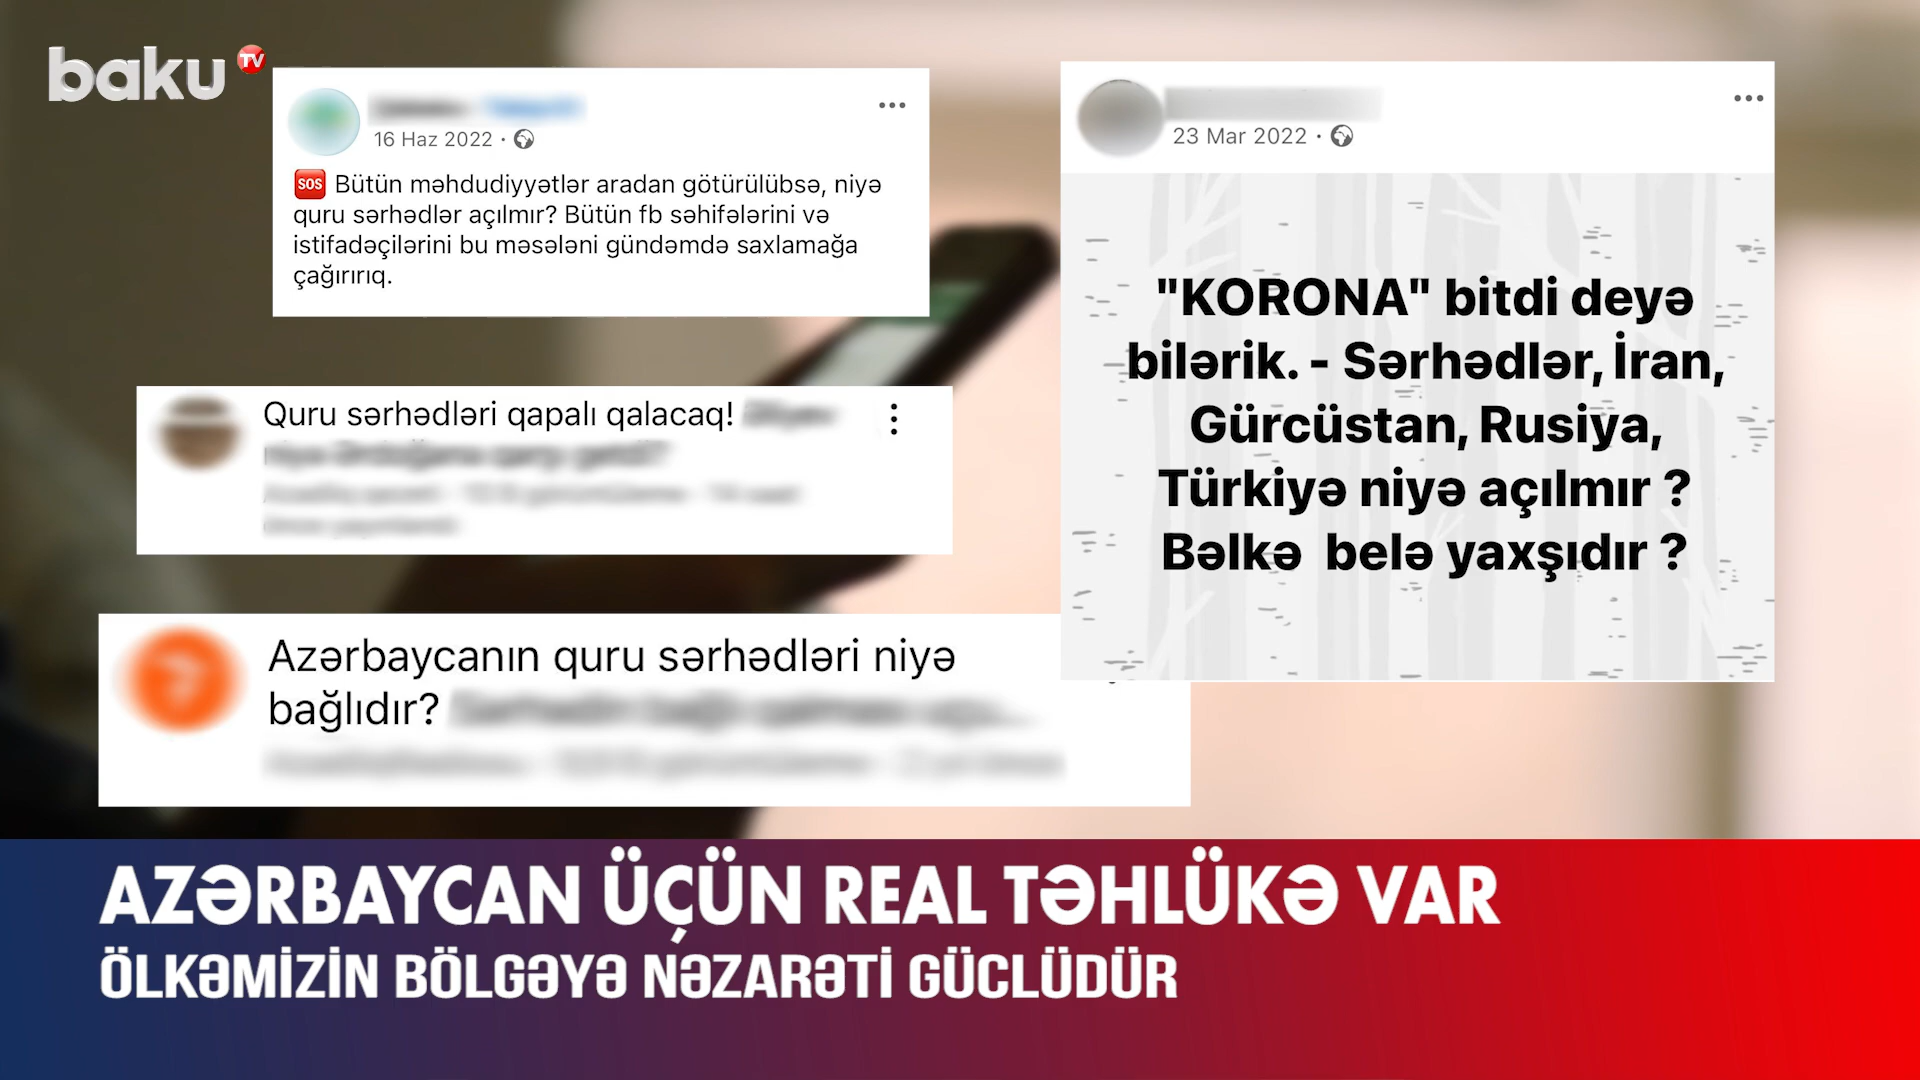 baku TV
16 Haz 2022 ·
SOS Bütün məhdudiyyətlər aradan götürülübsə, niyə
quru sərhədlər açılmır? Bütün fb səhifələrini və
istifadəçilərini bu məsələni gündəmdə saxlamağa
çağırırıq.
23 Mar 2022 ·
"KORONA" bitdi deyə
bilərik. - Sərhədlər, İran,
Gürcüstan, Rusiya,
Türkiyə niyə açılmır ?
Bəlkə belə yaxşıdır ?
Quru sərhədləri qapalı qalacaq!
Azərbaycanın quru sərhədləri niyə
bağlıdır?
AZƏRBAYCAN ÜÇÜN REAL TƏHLÜKƏ VAR
ÖLKƏMİZİN BÖLGƏYƏ NƏZARƏTİ GÜCLÜDÜR